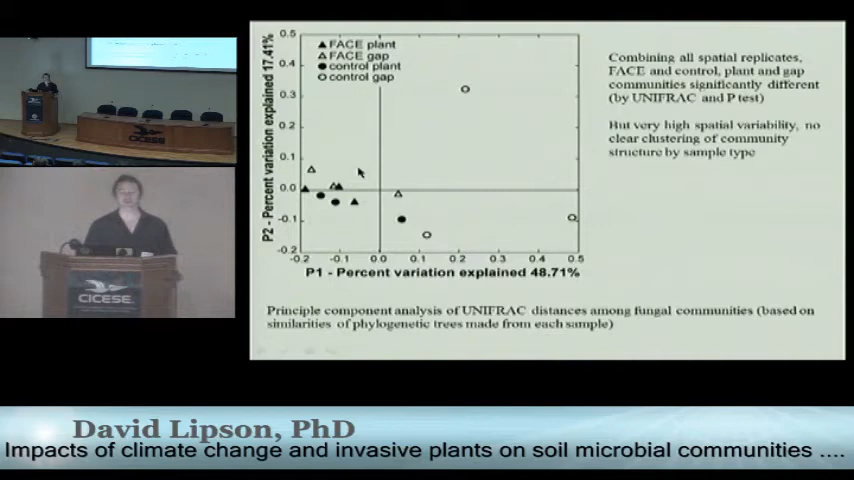 CICESE
CICESE
0.5
0.4
0.3
0.2
0.1
0.0
-0.1
-0.2
P2 - Percent variation explained 17.41%
FACE plant
FACE gap
control plant
control gap
-0.2 -0.1 0.0 0.1 0.2 0.3 0.4 0.5
P1 - Percent variation explained 48.71%
Combining all spatial replicates,
FACE and control, plant and gap
communities significantly different
(by UNIFRAC and P test)
But very high spatial variability, no
clear clustering of community
structure by sample type
Principle component analysis of UNIFRAC distances among fungal communities (based on
similarities of phylogenetic trees made from each sample)
David Lipson, PhD
Impacts of climate change and invasive plants on soil microbial communities ....